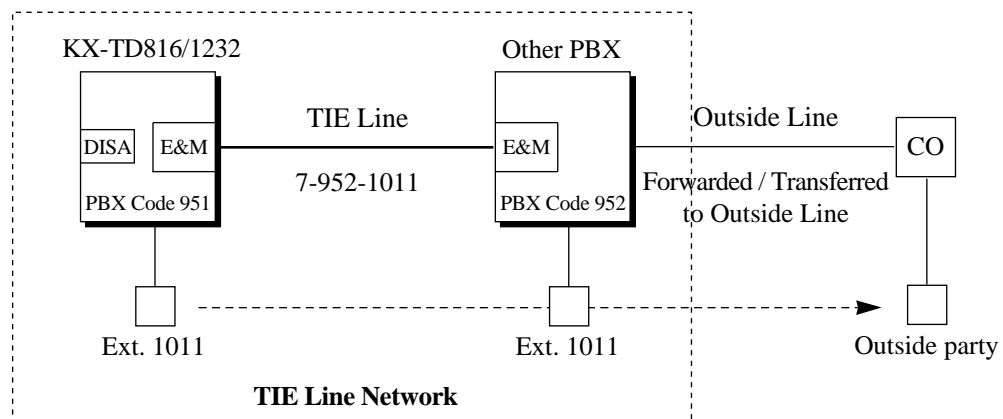 KX-TD816/1232
Other PBX
TIE Line
Outside Line
DISA
E&M
E&M
CO
7-952-1011
PBX Code 951
PBX Code 952
Forwarded / Transferred
to Outside Line
Ext. 1011
Ext. 1011
Outside party
TIE Line Network